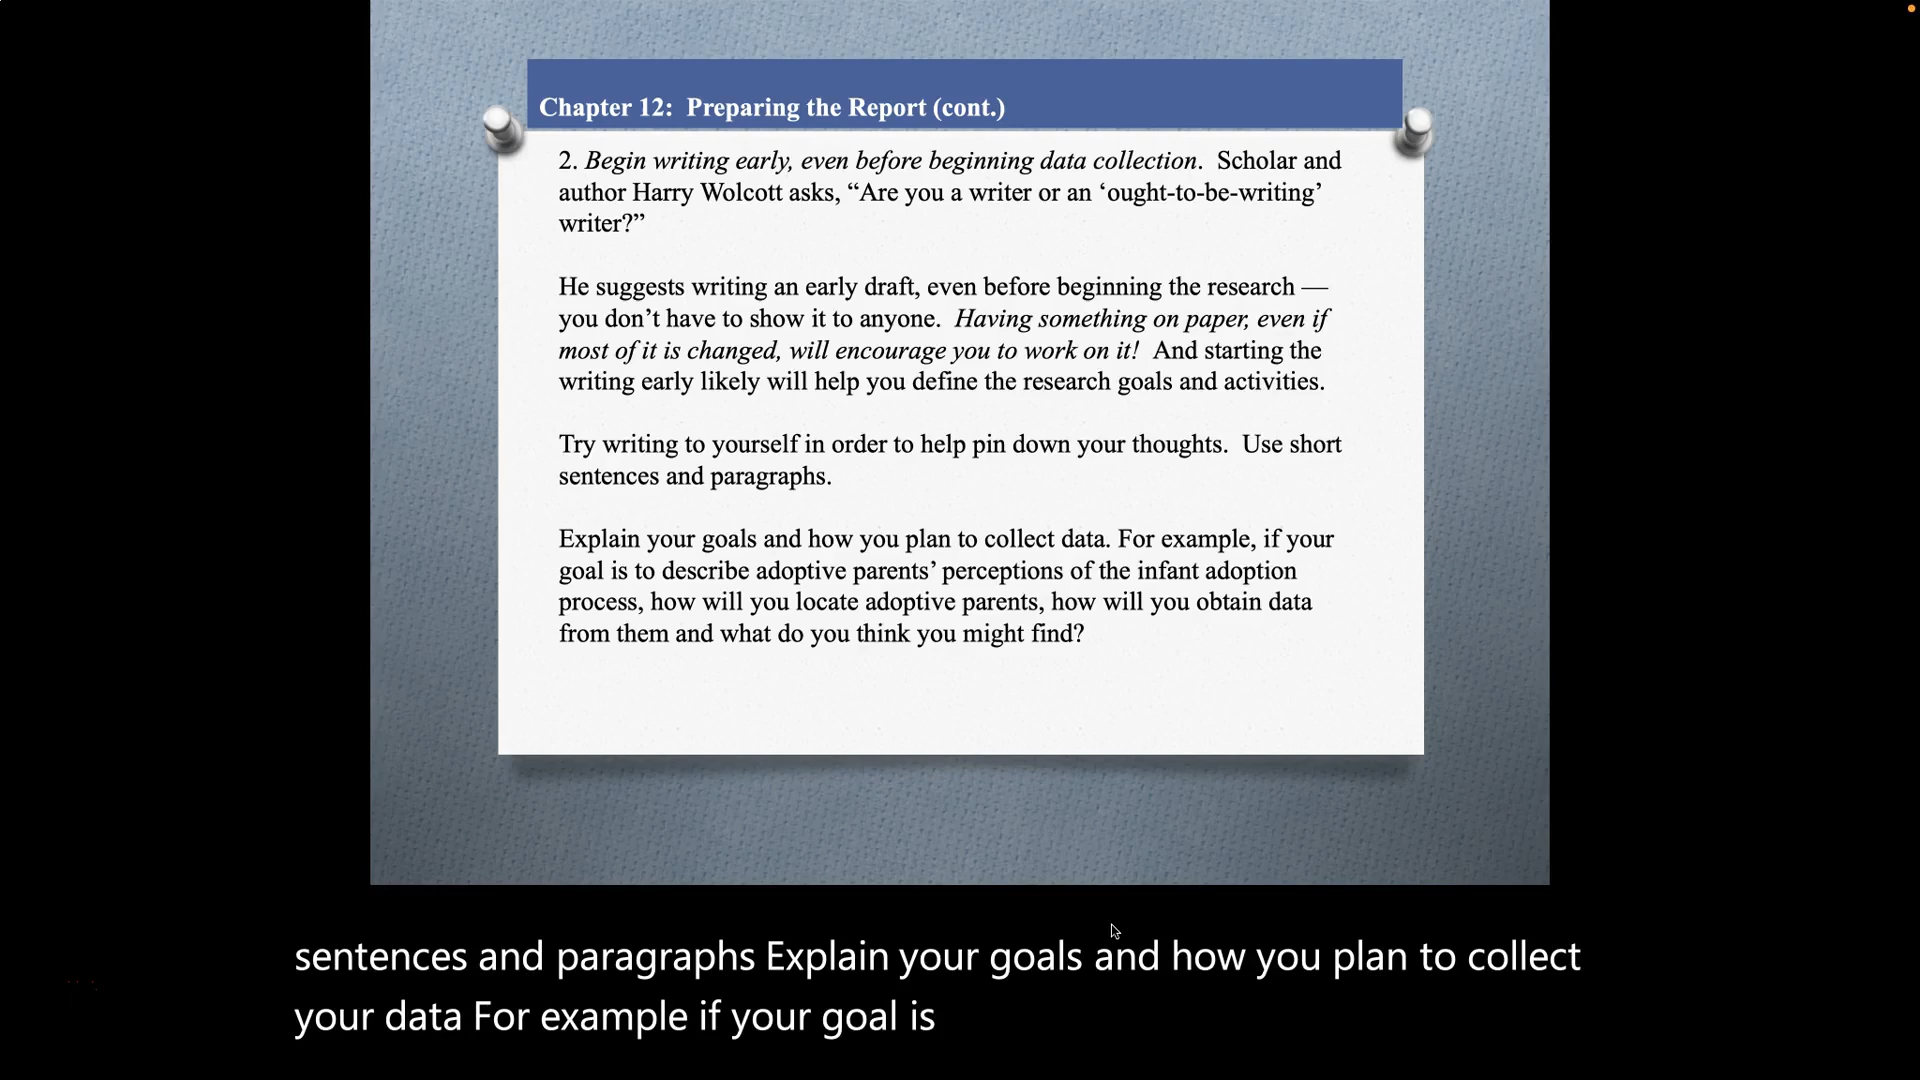 Chapter 12:  Preparing the Report (cont.)
2. Begin writing early, even before beginning data collection.  Scholar and
author Harry Wolcott asks, “Are you a writer or an ‘ought-to-be-writing’
writer?”
He suggests writing an early draft, even before beginning the research —
you don’t have to show it to anyone.  Having something on paper, even if
most of it is changed, will encourage you to work on it!  And starting the
writing early likely will help you define the research goals and activities.
Try writing to yourself in order to help pin down your thoughts.  Use short
sentences and paragraphs.
Explain your goals and how you plan to collect data. For example, if your
goal is to describe adoptive parents’ perceptions of the infant adoption
process, how will you locate adoptive parents, how will you obtain data
from them and what do you think you might find?
sentences and paragraphs Explain your goals and how you plan to collect
your data For example if your goal is